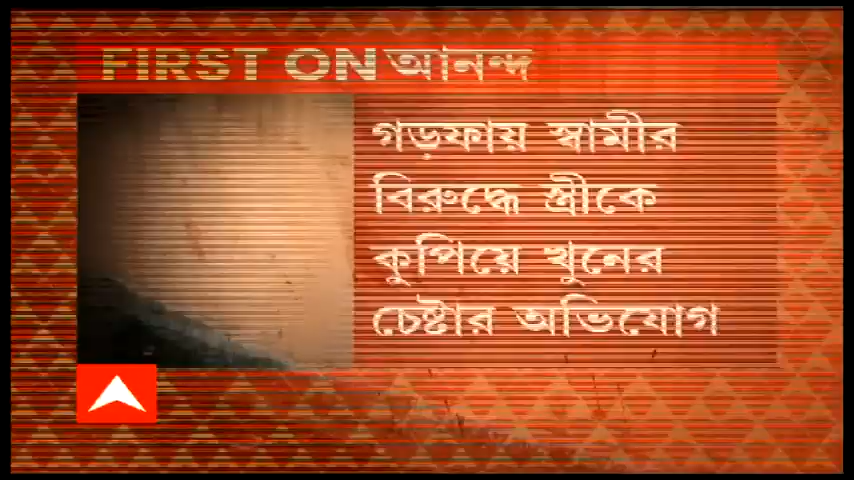 FIRST ON আনন্দ
গড়ফায় স্বামীর
বিরুদ্ধে স্ত্রীকে
কুপিয়ে খুনের
চেষ্টার অভিযোগ